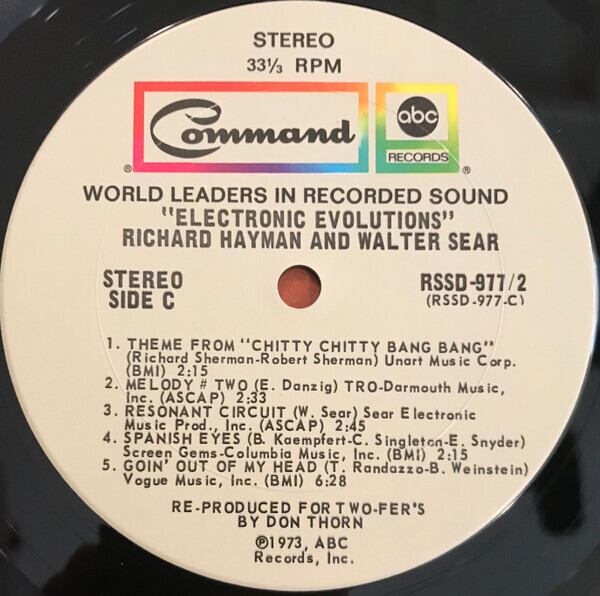 STEREO
33⅓ RPM
Command
abc
RECORDS
® ®
WORLD LEADERS IN RECORDED SOUND
"ELECTRONIC EVOLUTIONS"
RICHARD HAYMAN AND WALTER SEAR
STEREO
SIDE C
RSSD-977/2
(RSSD-977-C)
1. THEME FROM "CHITTY CHITTY BANG BANG"
(Richard Sherman-Robert Sherman) Unart Music Corp.
(BMI) 2:15
2. MELODY # TWO (E. Danzig) TRO-Darmouth Music,
Inc. (ASCAP) 2:33
3. RESONANT CIRCUIT (W. Sear) Sear Electronic
Music Prod., Inc. (ASCAP) 2:45
4. SPANISH EYES (B. Kaempfert-C. Singleton-E. Snyder)
Screen Gems-Columbia Music, Inc. (BMI) 2:15
5. GOIN' OUT OF MY HEAD (T. Randazzo-B. Weinstein)
Vogue Music, Inc. (BMI) 6:28
RE-PRODUCED FOR TWO-FER'S
BY DON THORN
℗1973, ABC
Records, Inc.